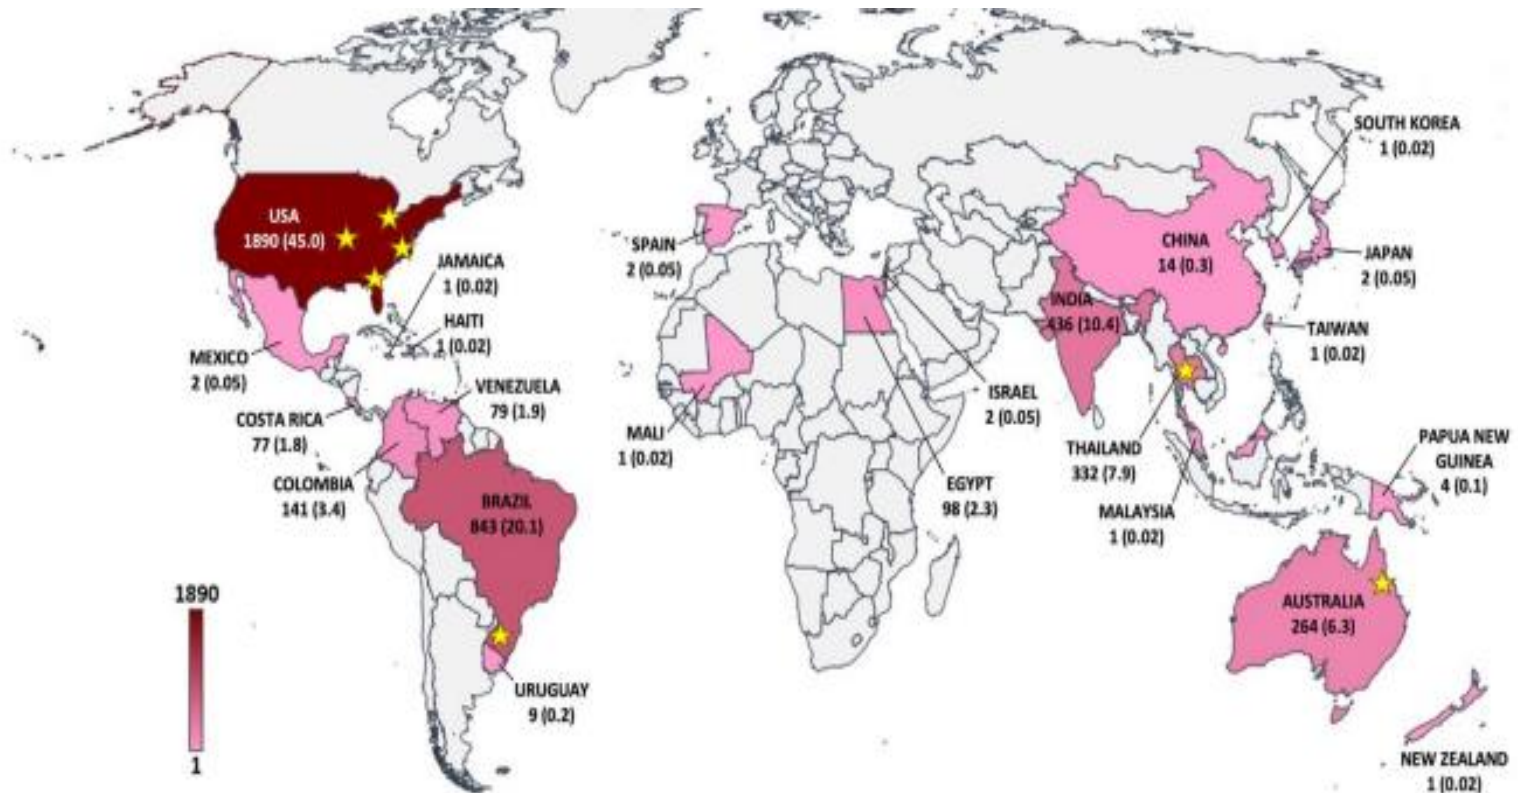 USA
1890 (45.0)
JAMAICA
1 (0.02)
HAITI
1 (0.02)
MEXICO
2 (0.05)
VENEZUELA
79 (1.9)
COSTA RICA
77 (1.8)
COLOMBIA
141 (3.4)
BRAZIL
843 (20.1)
URUGUAY
9 (0.2)
1890
1
SPAIN
2 (0.05)
MALI
1 (0.02)
EGYPT
98 (2.3)
ISRAEL
2 (0.05)
INDIA
436 (10.4)
CHINA
14 (0.3)
SOUTH KOREA
1 (0.02)
JAPAN
2 (0.05)
TAIWAN
1 (0.02)
THAILAND
332 (7.9)
MALAYSIA
1 (0.02)
PAPUA NEW
GUINEA
4 (0.1)
AUSTRALIA
264 (6.3)
NEW ZEALAND
1 (0.02)